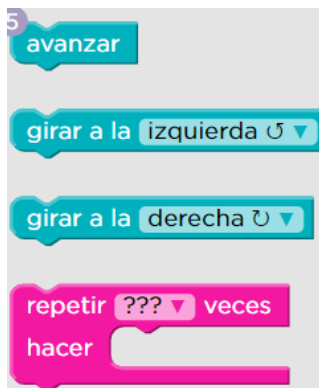 5
avanzar
girar a la izquierda ↺ ▼
girar a la derecha ↻ ▼
repetir ??? ▼ veces
hacer